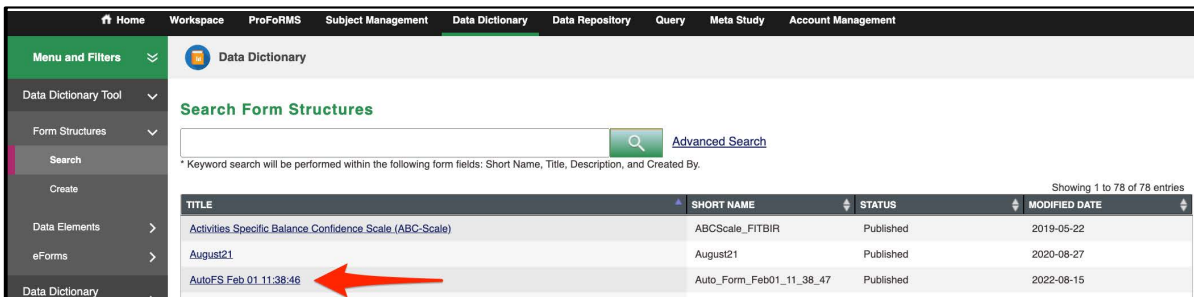 Home Workspace ProFoRMS Subject Management Data Dictionary Data Repository Query Meta Study Account Management
Menu and Filters
Data Dictionary
Data Dictionary Tool
Search Form Structures
Form Structures
Advanced Search
Search
* Keyword search will be performed within the following form fields: Short Name, Title, Description, and Created By.
Create
Showing 1 to 78 of 78 entries
TITLE SHORT NAME STATUS MODIFIED DATE
Data Elements
Activities Specific Balance Confidence Scale (ABC-Scale) ABCScale_FITBIR Published 2019-05-22
eForms
August21 August21 Published 2020-08-27
AutoFS Feb 01 11:38:46 Auto_Form_Feb01_11_38_47 Published 2022-08-15
Data Dictionary